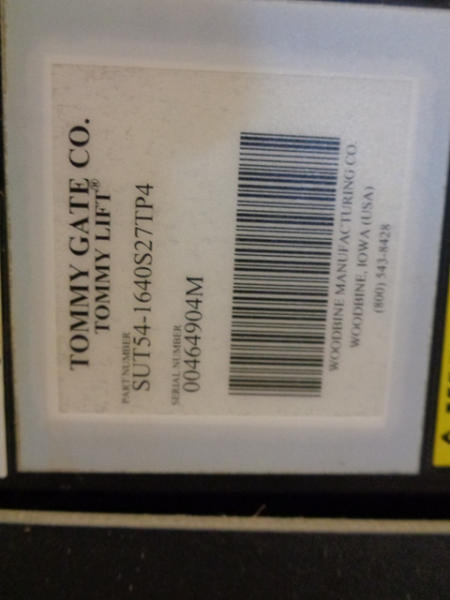 TOMMY GATE CO.
TOMMY LIFT®
PART NUMBER
SUT54-1640S27TP4
SERIAL NUMBER
00464904M
WOODBINE MANUFACTURING CO.
WOODBINE, IOWA (USA)
(800) 543-8428